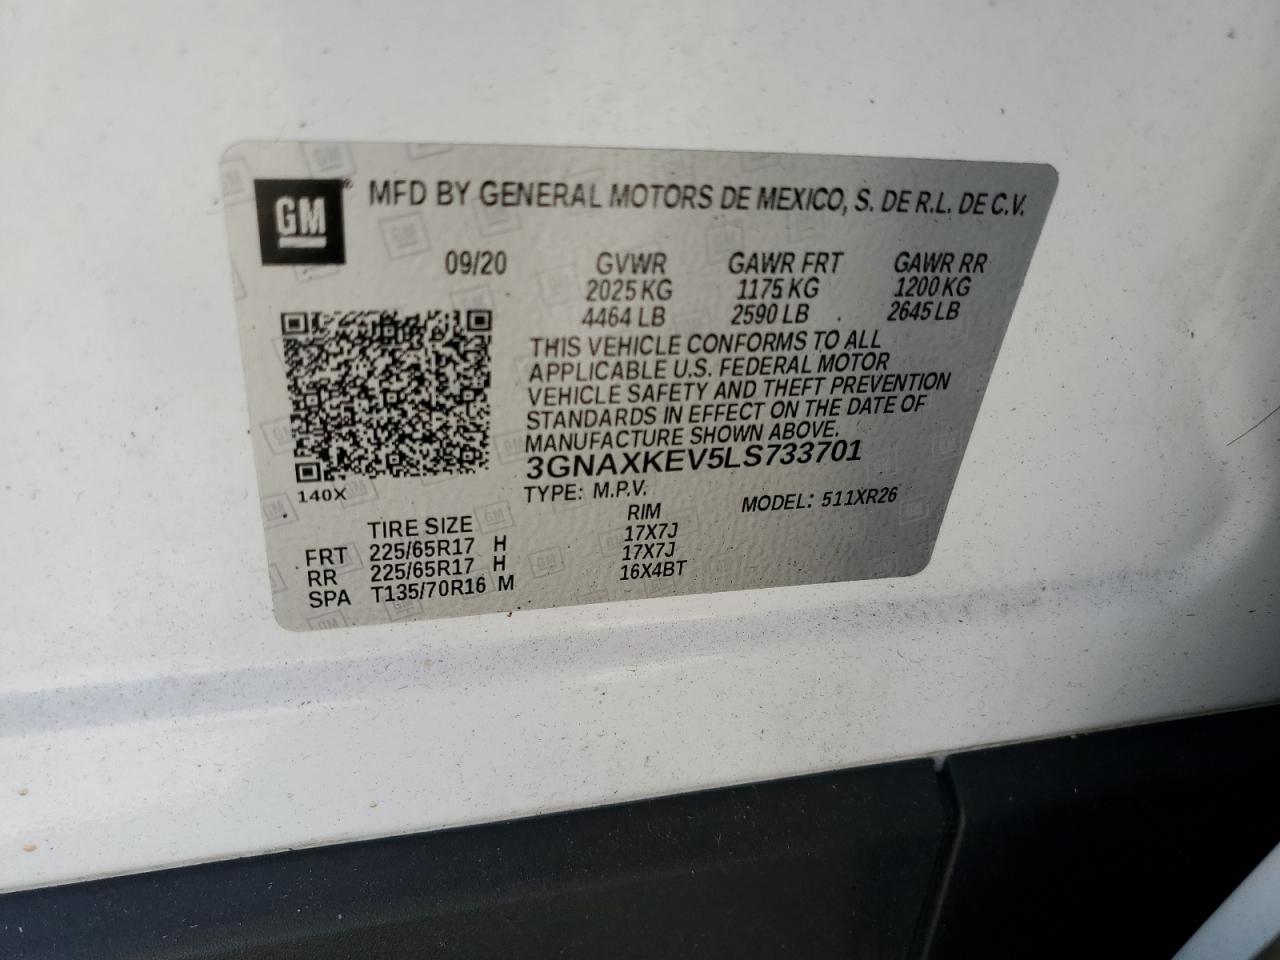 GM ® MFD BY GENERAL MOTORS DE MEXICO, S. DE R.L. DE C.V.
09/20 GVWR GAWR FRT GAWR RR
2025 KG 1175 KG 1200 KG
4464 LB 2590 LB 2645 LB
THIS VEHICLE CONFORMS TO ALL
APPLICABLE U.S. FEDERAL MOTOR
VEHICLE SAFETY AND THEFT PREVENTION
STANDARDS IN EFFECT ON THE DATE OF
MANUFACTURE SHOWN ABOVE.
3GNAXKEV5LS733701
140X TYPE: M.P.V. MODEL: 511XR26
TIRE SIZE RIM
FRT 225/65R17 H 17X7J
RR 225/65R17 H 17X7J
SPA T135/70R16 M 16X4BT